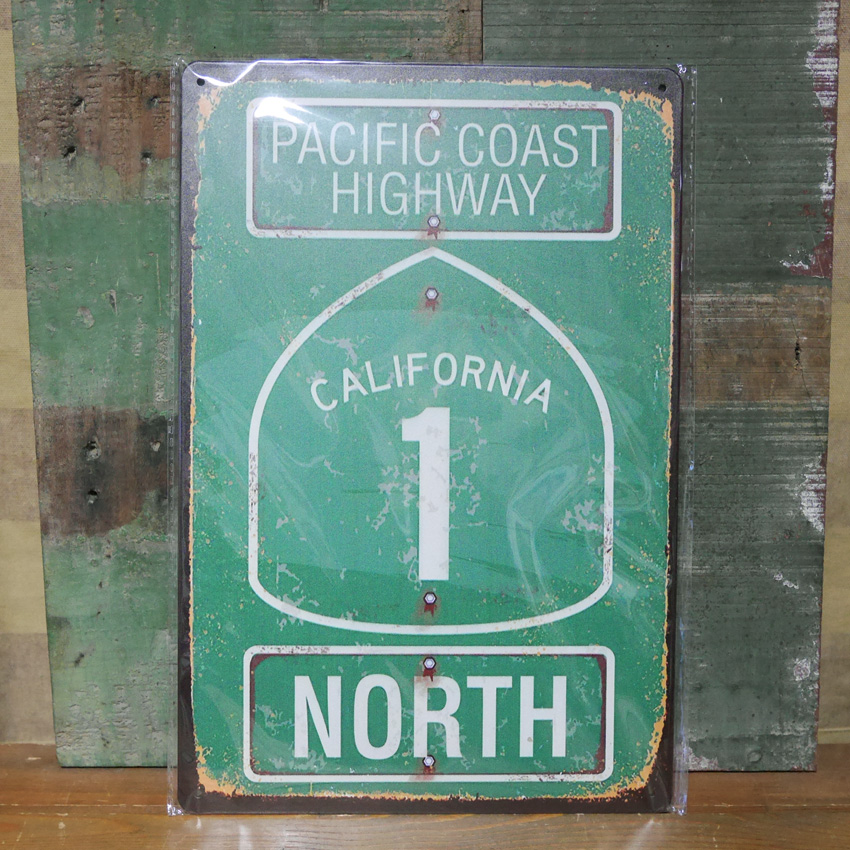 PACIFIC COAST
HIGHWAY
CALIFORNIA
1
NORTH